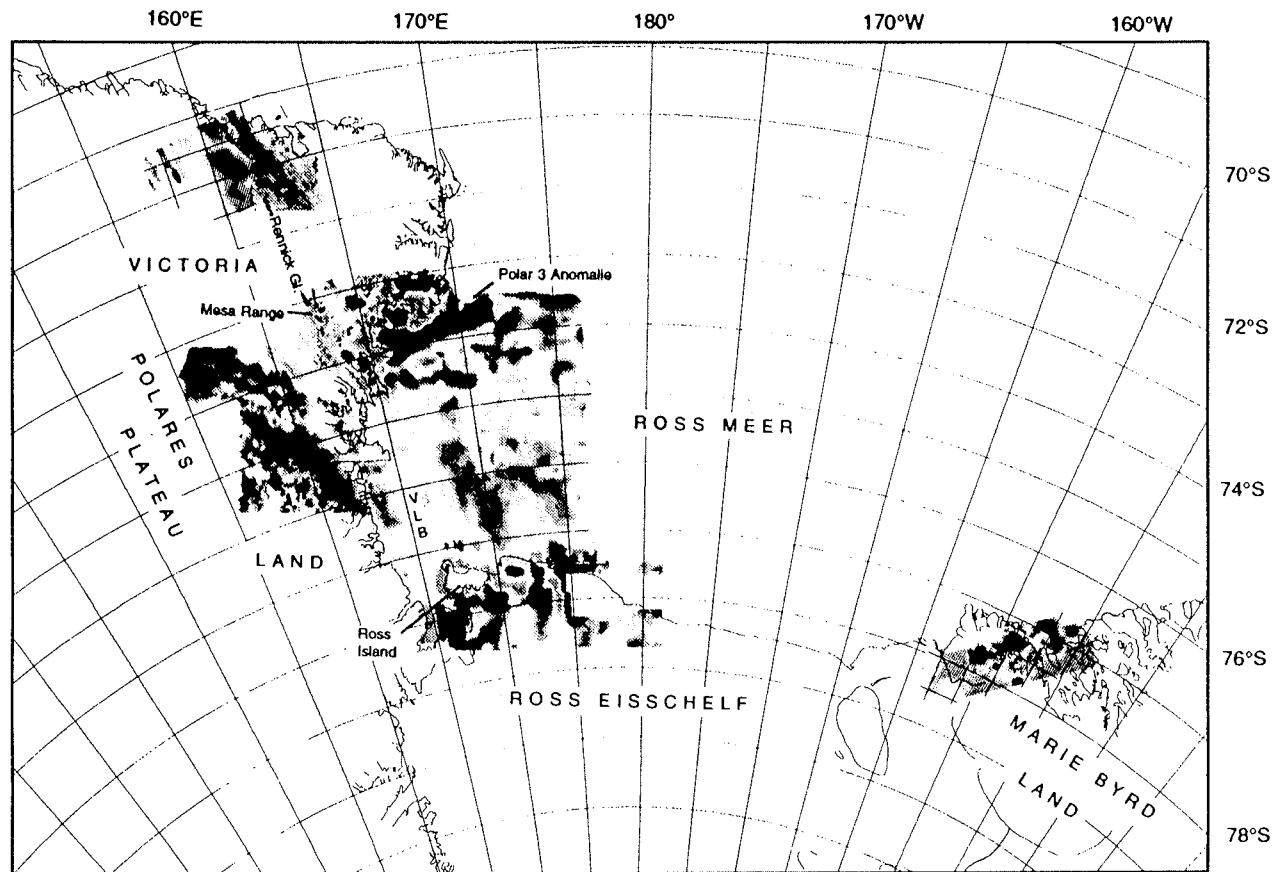 160°E 170°E 180° 170°W 160°W
70°S
VICTORIA
Rennick Gl.
Polar 3 Anomalie
Mesa Range
72°S
POLARES
PLATEAU
ROSS MEER
74°S
VLB
LAND
Ross
Island
76°S
ROSS EISSCHELF
MARIE BYRD
LAND
78°S